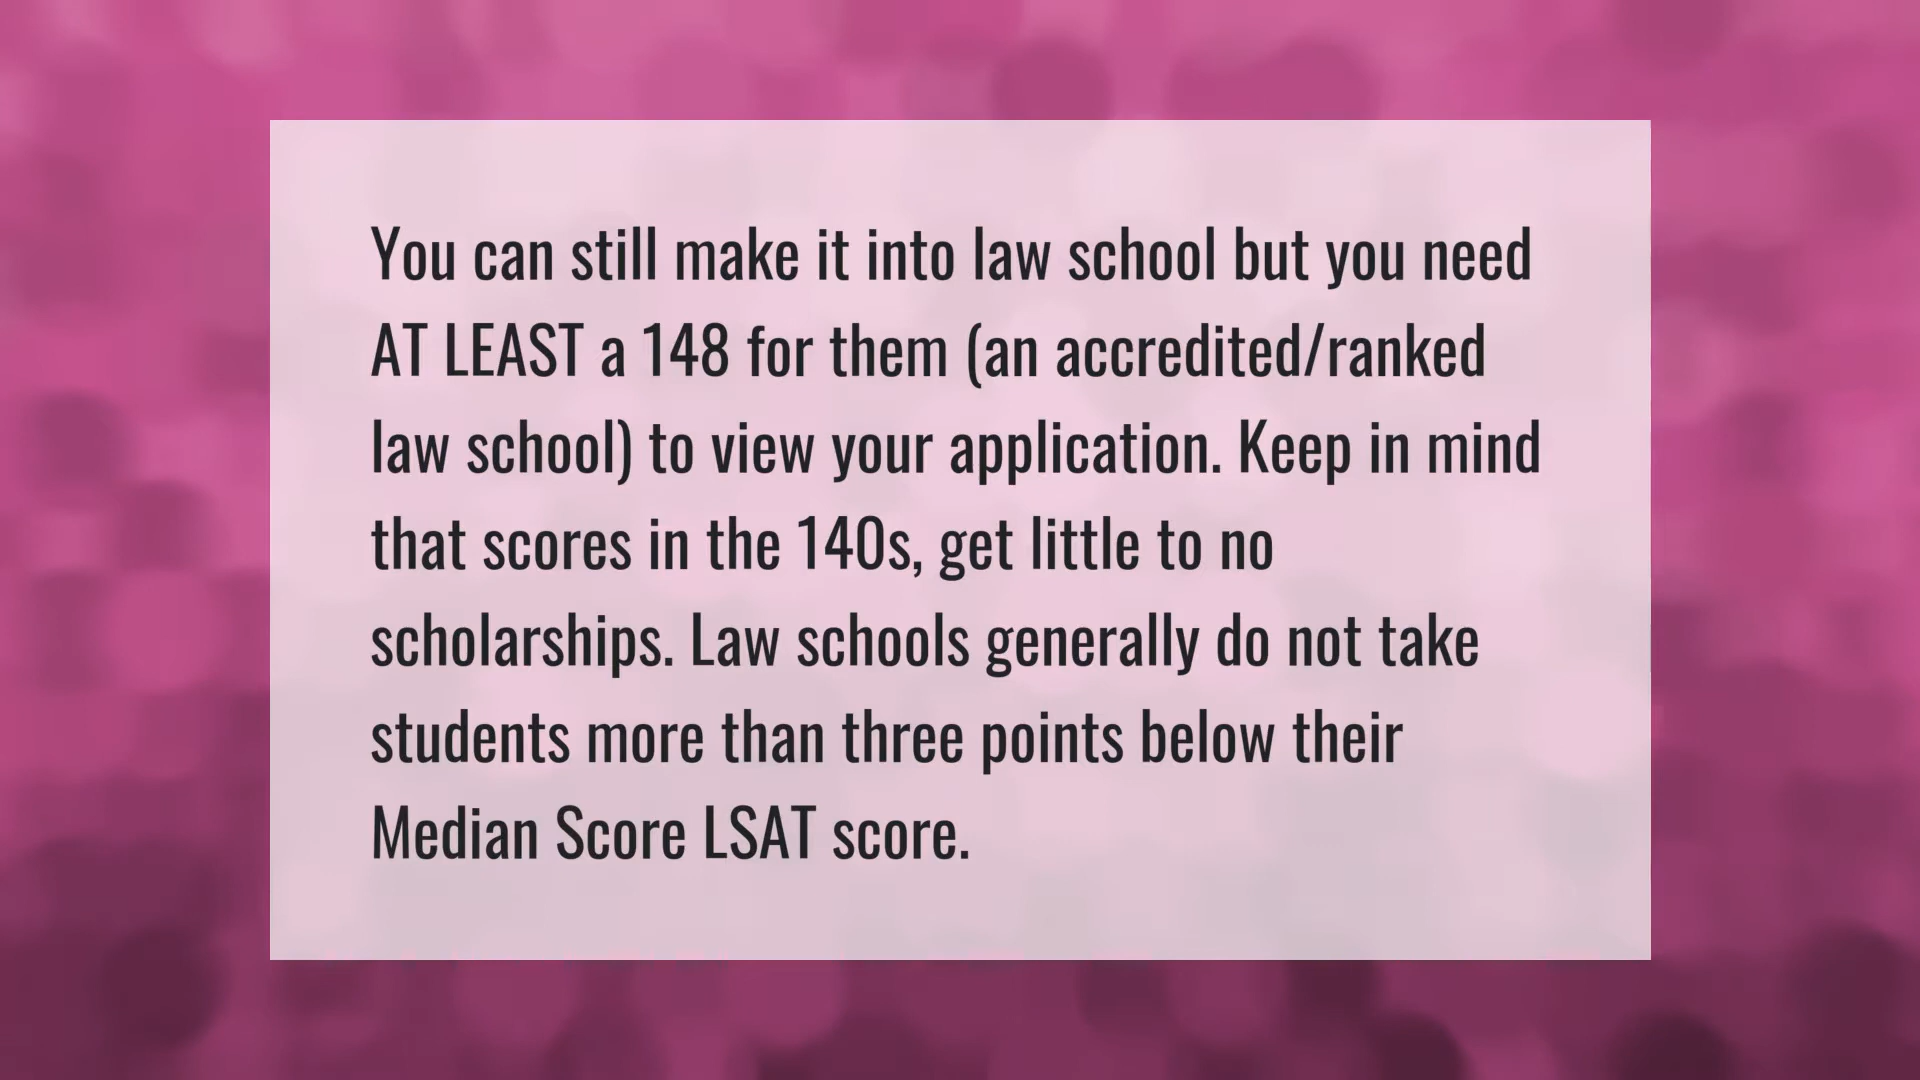 You can still make it into law school but you need
AT LEAST a 148 for them (an accredited/ranked
law school) to view your application. Keep in mind
that scores in the 140s, get little to no
scholarships. Law schools generally do not take
students more than three points below their
Median Score LSAT score.